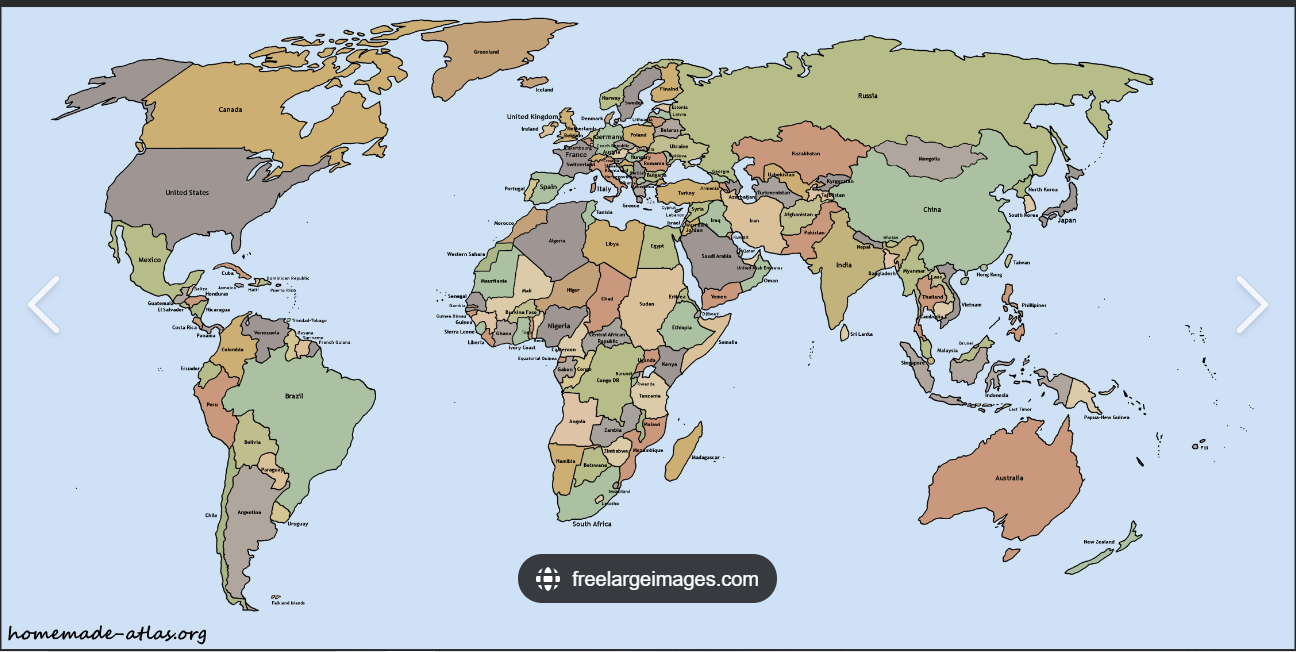 Greenland
Iceland
Canada
Russia
Norway
Sweden
Finalnd
Estonia
Latvia
Denmark
United Kingdom
Ireland
Netherlands
Belarus
Poland
Germany
Ukraine
France
Switzerland
Austria
Hungary
Romania
Bulgaria
Moldova
Kazakhstan
Mongolia
United States
Portugal
Spain
Italy
Greece
Turkey
Georgia
Armenia
Azerbaijan
Uzbekistan
Turkmenistan
Kyrgyzstan
Tajikistan
North Korea
South Korea
Japan
China
Cyprus
Lebanon
Israel
Syria
Iraq
Jordan
Iran
Afghanistan
Pakistan
Kuwait
Qatar
Nepal
Bhutan
India
Bangladesh
Myanmar
Laos
Taiwan
Hong Kong
Morocco
Tunisia
Algeria
Libya
Egypt
Western Sahara
Saudi Arabia
United Arab Emirates
Oman
Yemen
Mexico
Cuba
Jamaica
Haiti
Dominican Republic
Puerto Rico
Belize
Honduras
Guatemala
El Salvador
Nicaragua
Costa Rica
Panama
Trinidad-Tobago
Venezuela
Guyana
Suriname
French Guiana
Colombia
Ecuador
Mauritania
Mali
Niger
Chad
Sudan
Eritrea
Djibouti
Senegal
Gambia
Guinea Bissau
Guinea
Sierra Leone
Liberia
Burkina Faso
Ivory Coast
Ghana
Togo
Nigeria
Cameroon
Central African
Republic
Ethiopia
Somalia
Equatorial Guinea
Gabon
Congo
Congo DR
Uganda
Kenya
Rwanda
Burundi
Tanzania
Thailand
Vietnam
Cambodia
Phillipines
Sri Lanka
Brunei
Malaysia
Singapore
Indonesia
East Timor
Papua-New Guinea
Fiji
Peru
Brazil
Bolivia
Paraguay
Chile
Argentina
Uruguay
Falkland Islands
Angola
Zambia
Malawi
Mozambique
Zimbabwe
Namibia
Botswana
Madagascar
Swaziland
Lesotho
South Africa
Australia
New Zealand
freelargeimages.com
homemade-atlas.org